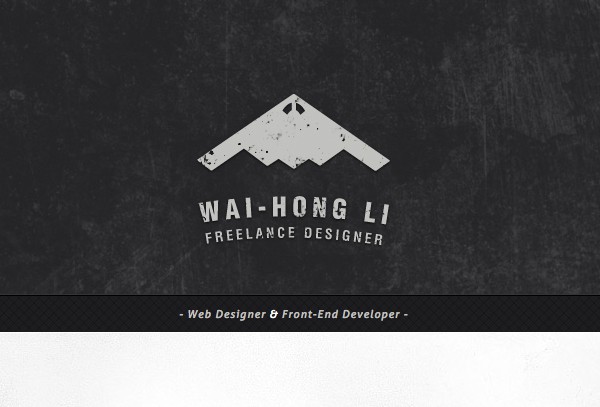 WAI-HONG LI
FREELANCE DESIGNER
- Web Designer & Front-End Developer -